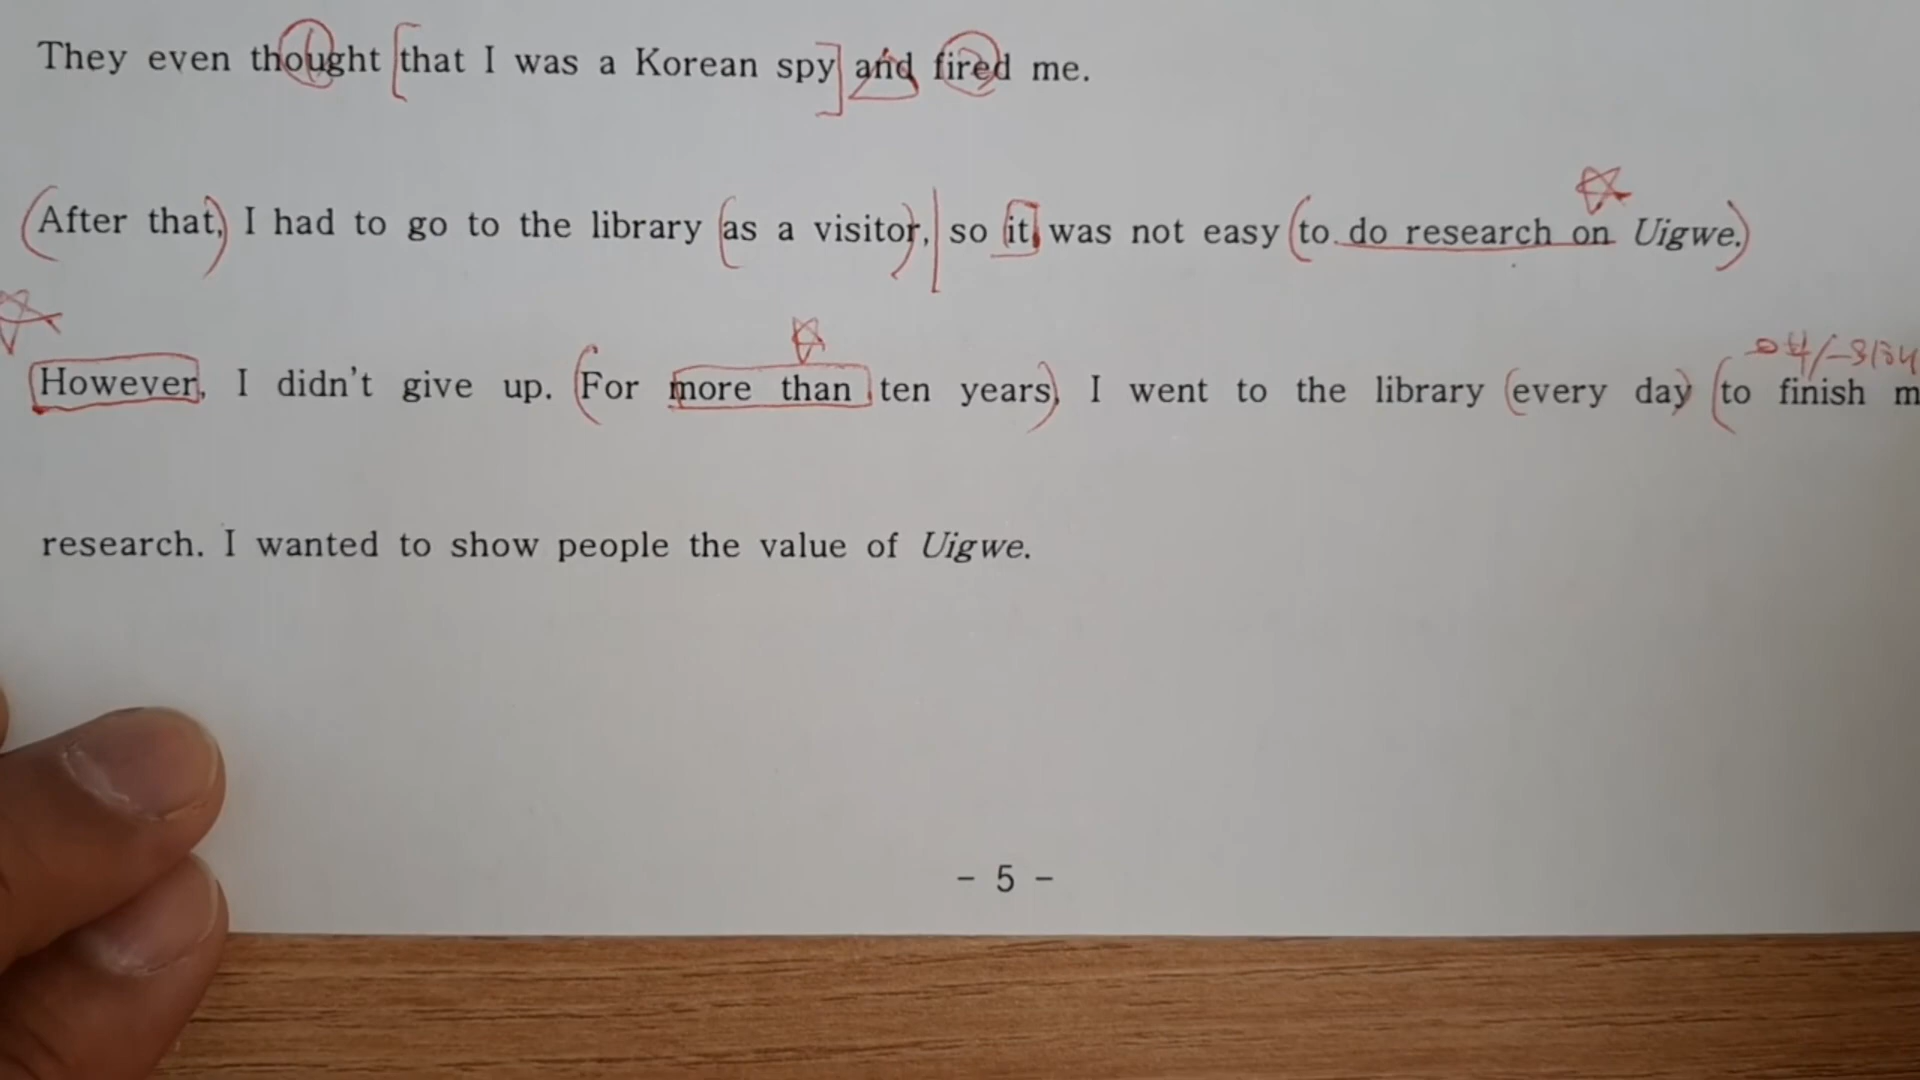 They even thought that I was a Korean spy and fired me.
After that, I had to go to the library as a visitor, so it was not easy to do research on Uigwe.
However, I didn't give up. For more than ten years, I went to the library every day to finish m
research. I wanted to show people the value of Uigwe.
- 5 -